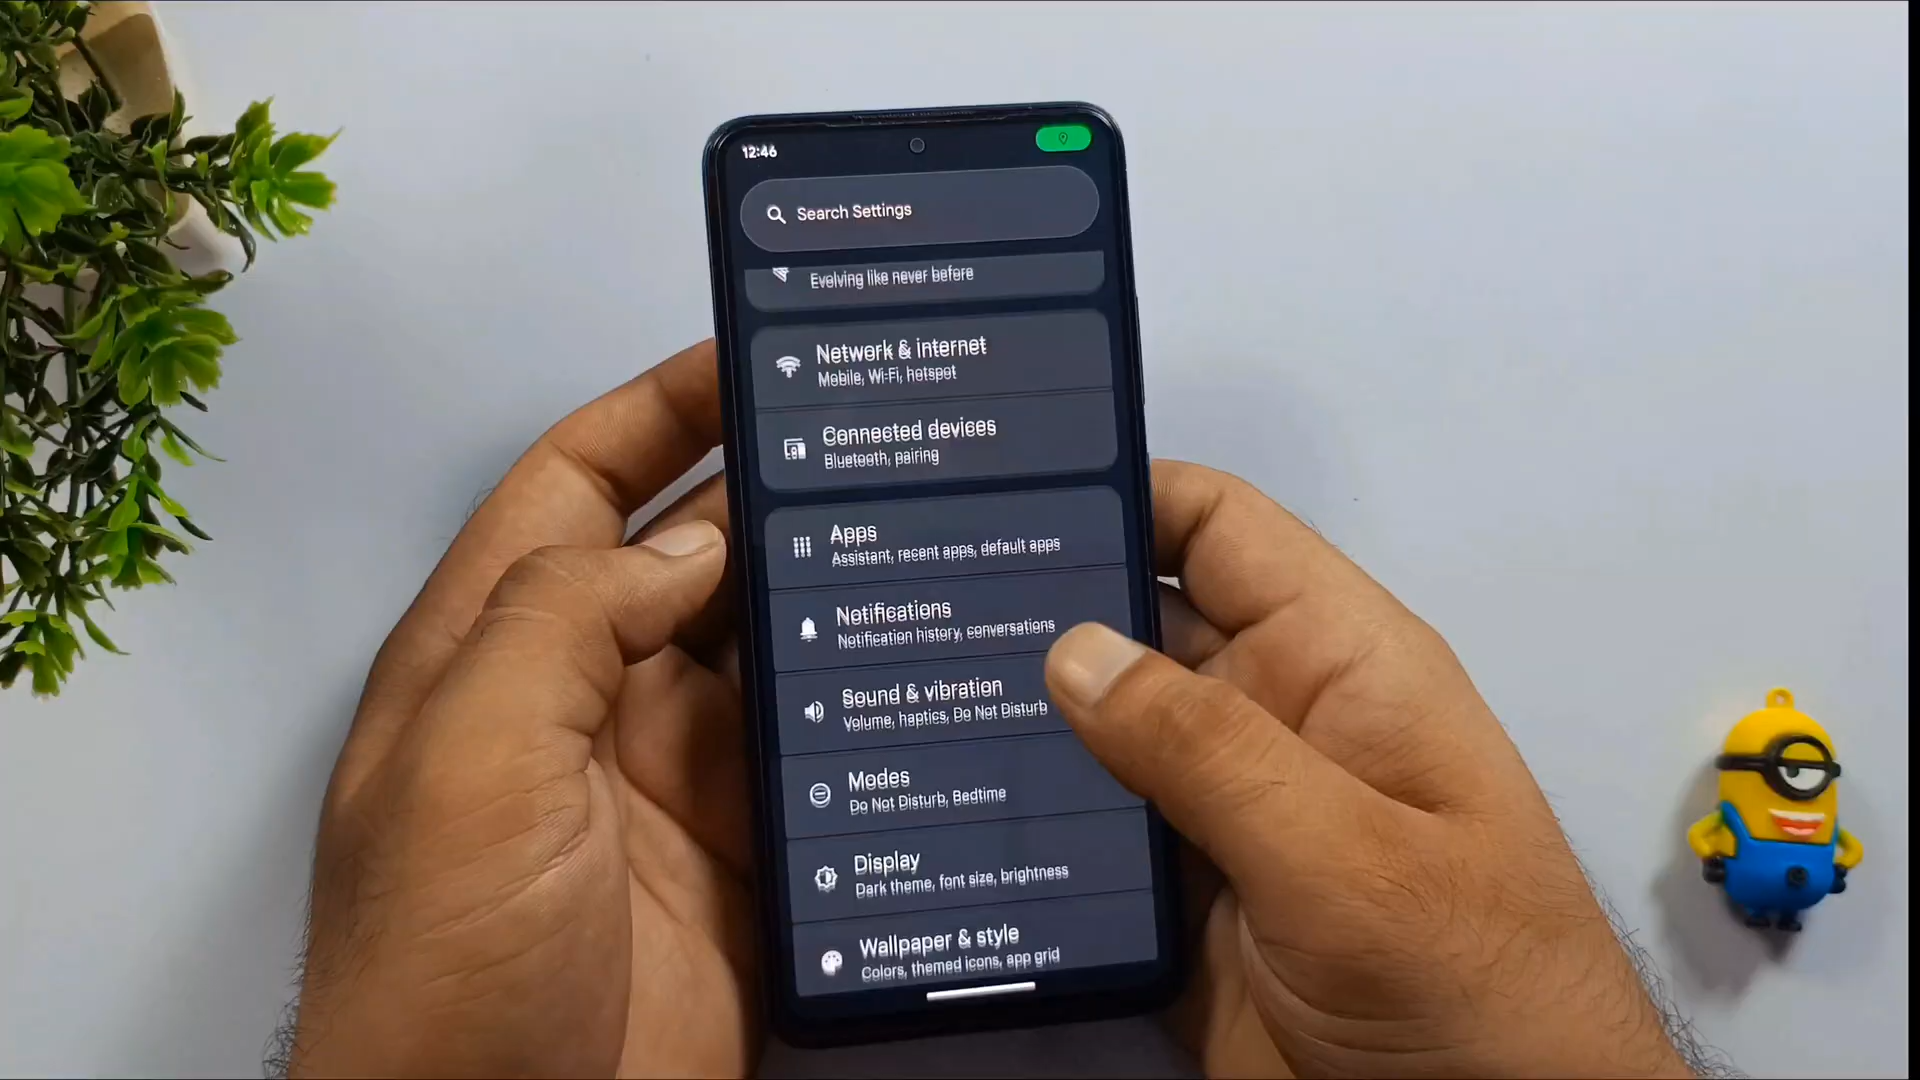 12:46
Search Settings
Evolving like never before
Network & internet
Mobile, Wi-Fi, hotspot
Connected devices
Bluetooth, pairing
Apps
Assistant, recent apps, default apps
Notifications
Notification history, conversations
Sound & vibration
Volume, haptics, Do Not Disturb
Modes
Do Not Disturb, Bedtime
Display
Dark theme, font size, brightness
Wallpaper & style
Colors, themed icons, app grid